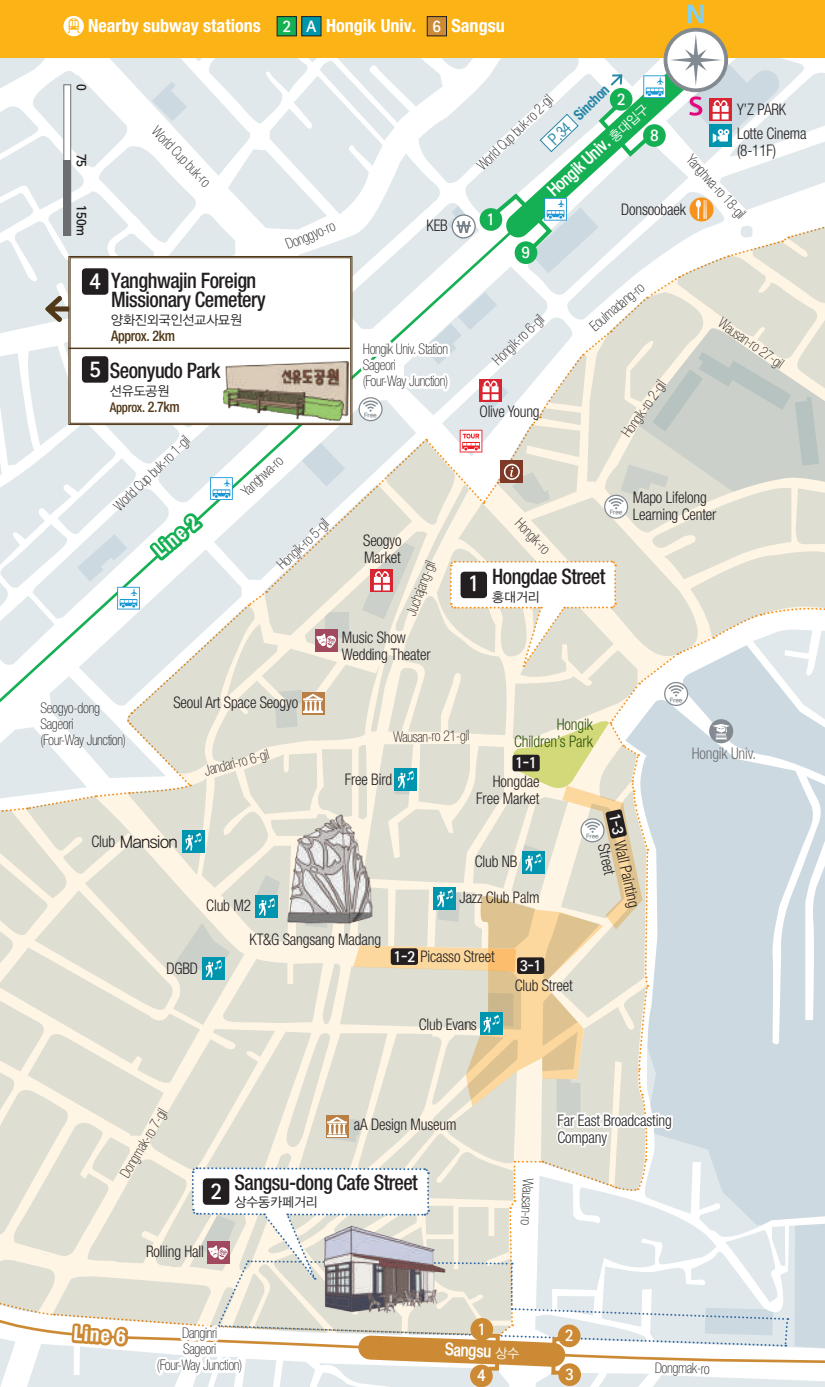 Nearby subway stations 2 A Hongik Univ. 6 Sangsu
N
S
0
75
150m
World Cup buk-ro
World Cup buk-ro 2-gil
P.34 Sinchon
2
8
1
9
Hongik Univ. 홍대입구
Y'Z PARK
Lotte Cinema
(8-11F)
Yanghwa-ro 18-gil
Donsoobaek
KEB
Donggyo-ro
4 Yanghwajin Foreign
Missionary Cemetery
양화진외국인선교사묘원
Approx. 2km
5 Seonyudo Park
선유도공원
Approx. 2.7km
선유도공원
Hongik Univ. Station
Sageori
(Four-Way Junction)
Free
Hongik-ro 6-gil
Eoulmadang-ro
Wausan-ro 27-gil
Hongik-ro 2-gil
Olive Young
TOUR
i
World Cup buk-ro 1-gil
Yanghwa-ro
Line 2
Hongik-ro 5-gil
Free
Mapo Lifelong
Learning Center
Hongik-ro
Seogyo
Market
Juchajang-gil
1 Hongdae Street
홍대거리
Music Show
Wedding Theater
Seoul Art Space Seogyo
Seogyo-dong
Sageori
(Four-Way Junction)
Free
Hongik Univ.
Hongik
Children's Park
Wausan-ro 21-gil
Jandari-ro 6-gil
1-1
Hongdae
Free Market
Free Bird
Club Mansion
Free
1-3 Wall Painting
Street
Club NB
Club M2
Jazz Club Palm
KT&G Sangsang Madang
1-2 Picasso Street
3-1
Club Street
DGBD
Club Evans
aA Design Museum
Far East Broadcasting
Company
Dongmak-ro 7-gil
2 Sangsu-dong Cafe Street
상수동카페거리
Wausan-ro
Rolling Hall
Line 6
Danginri
Sageori
(Four-Way Junction)
1
2
Sangsu 상수
4
3
Dongmak-ro